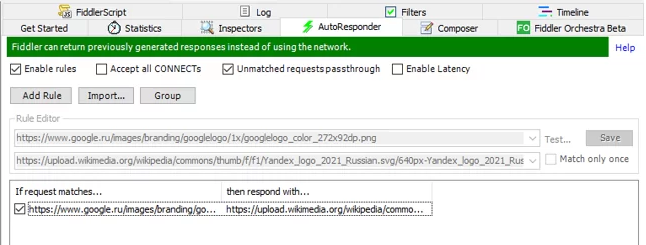 FiddlerScript Log Filters Timeline
Get Started Statistics Inspectors AutoResponder Composer FO Fiddler Orchestra Beta
Fiddler can return previously generated responses instead of using the network. Help
Enable rules Accept all CONNECTs Unmatched requests passthrough Enable Latency
Add Rule Import... Group
Rule Editor
https://www.google.ru/images/branding/googlelogo/1x/googlelogo_color_272x92dp.png Test... Save
https://upload.wikimedia.org/wikipedia/commons/thumb/f/f1/Yandex_logo_2021_Russian.svg/640px-Yandex_logo_2021_Rus Match only once
If request matches... then respond with...
https://www.google.ru/images/branding/go... https://upload.wikimedia.org/wikipedia/commo...